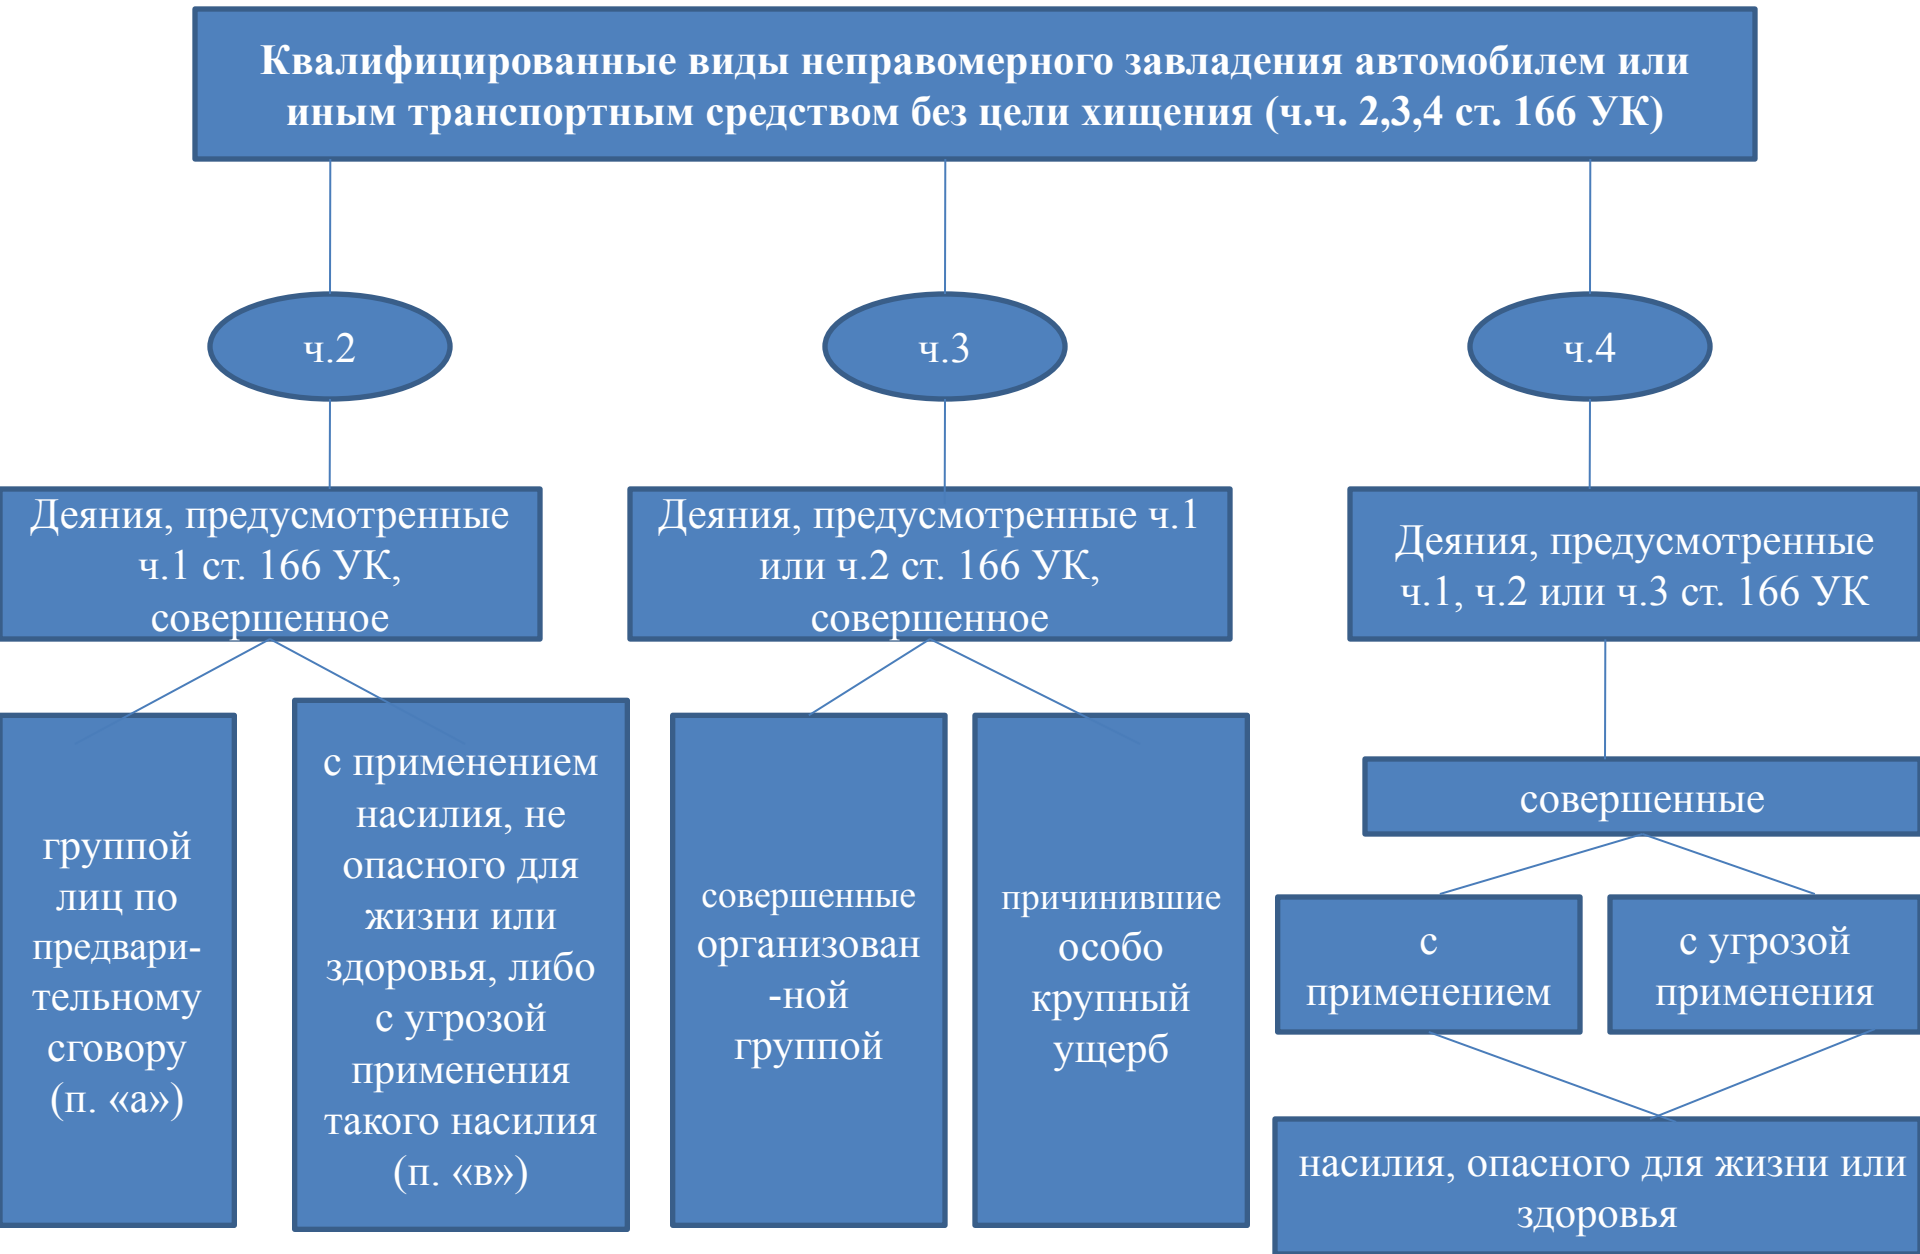 Квалифицированные виды неправомерного завладения автомобилем или
иным транспортным средством без цели хищения (ч.ч. 2,3,4 ст. 166 УК)
ч.2
ч.3
ч.4
Деяния, предусмотренные
ч.1 ст. 166 УК,
совершенное
Деяния, предусмотренные ч.1
или ч.2 ст. 166 УК,
совершенное
Деяния, предусмотренные
ч.1, ч.2 или ч.3 ст. 166 УК
группой
лиц по
предвари-
тельному
сговору
(п. «а»)
с применением
насилия, не
опасного для
жизни или
здоровья, либо
с угрозой
применения
такого насилия
(п. «в»)
совершенные
организован
-ной
группой
причинившие
особо
крупный
ущерб
совершенные
с
применением
с угрозой
применения
насилия, опасного для жизни или
здоровья